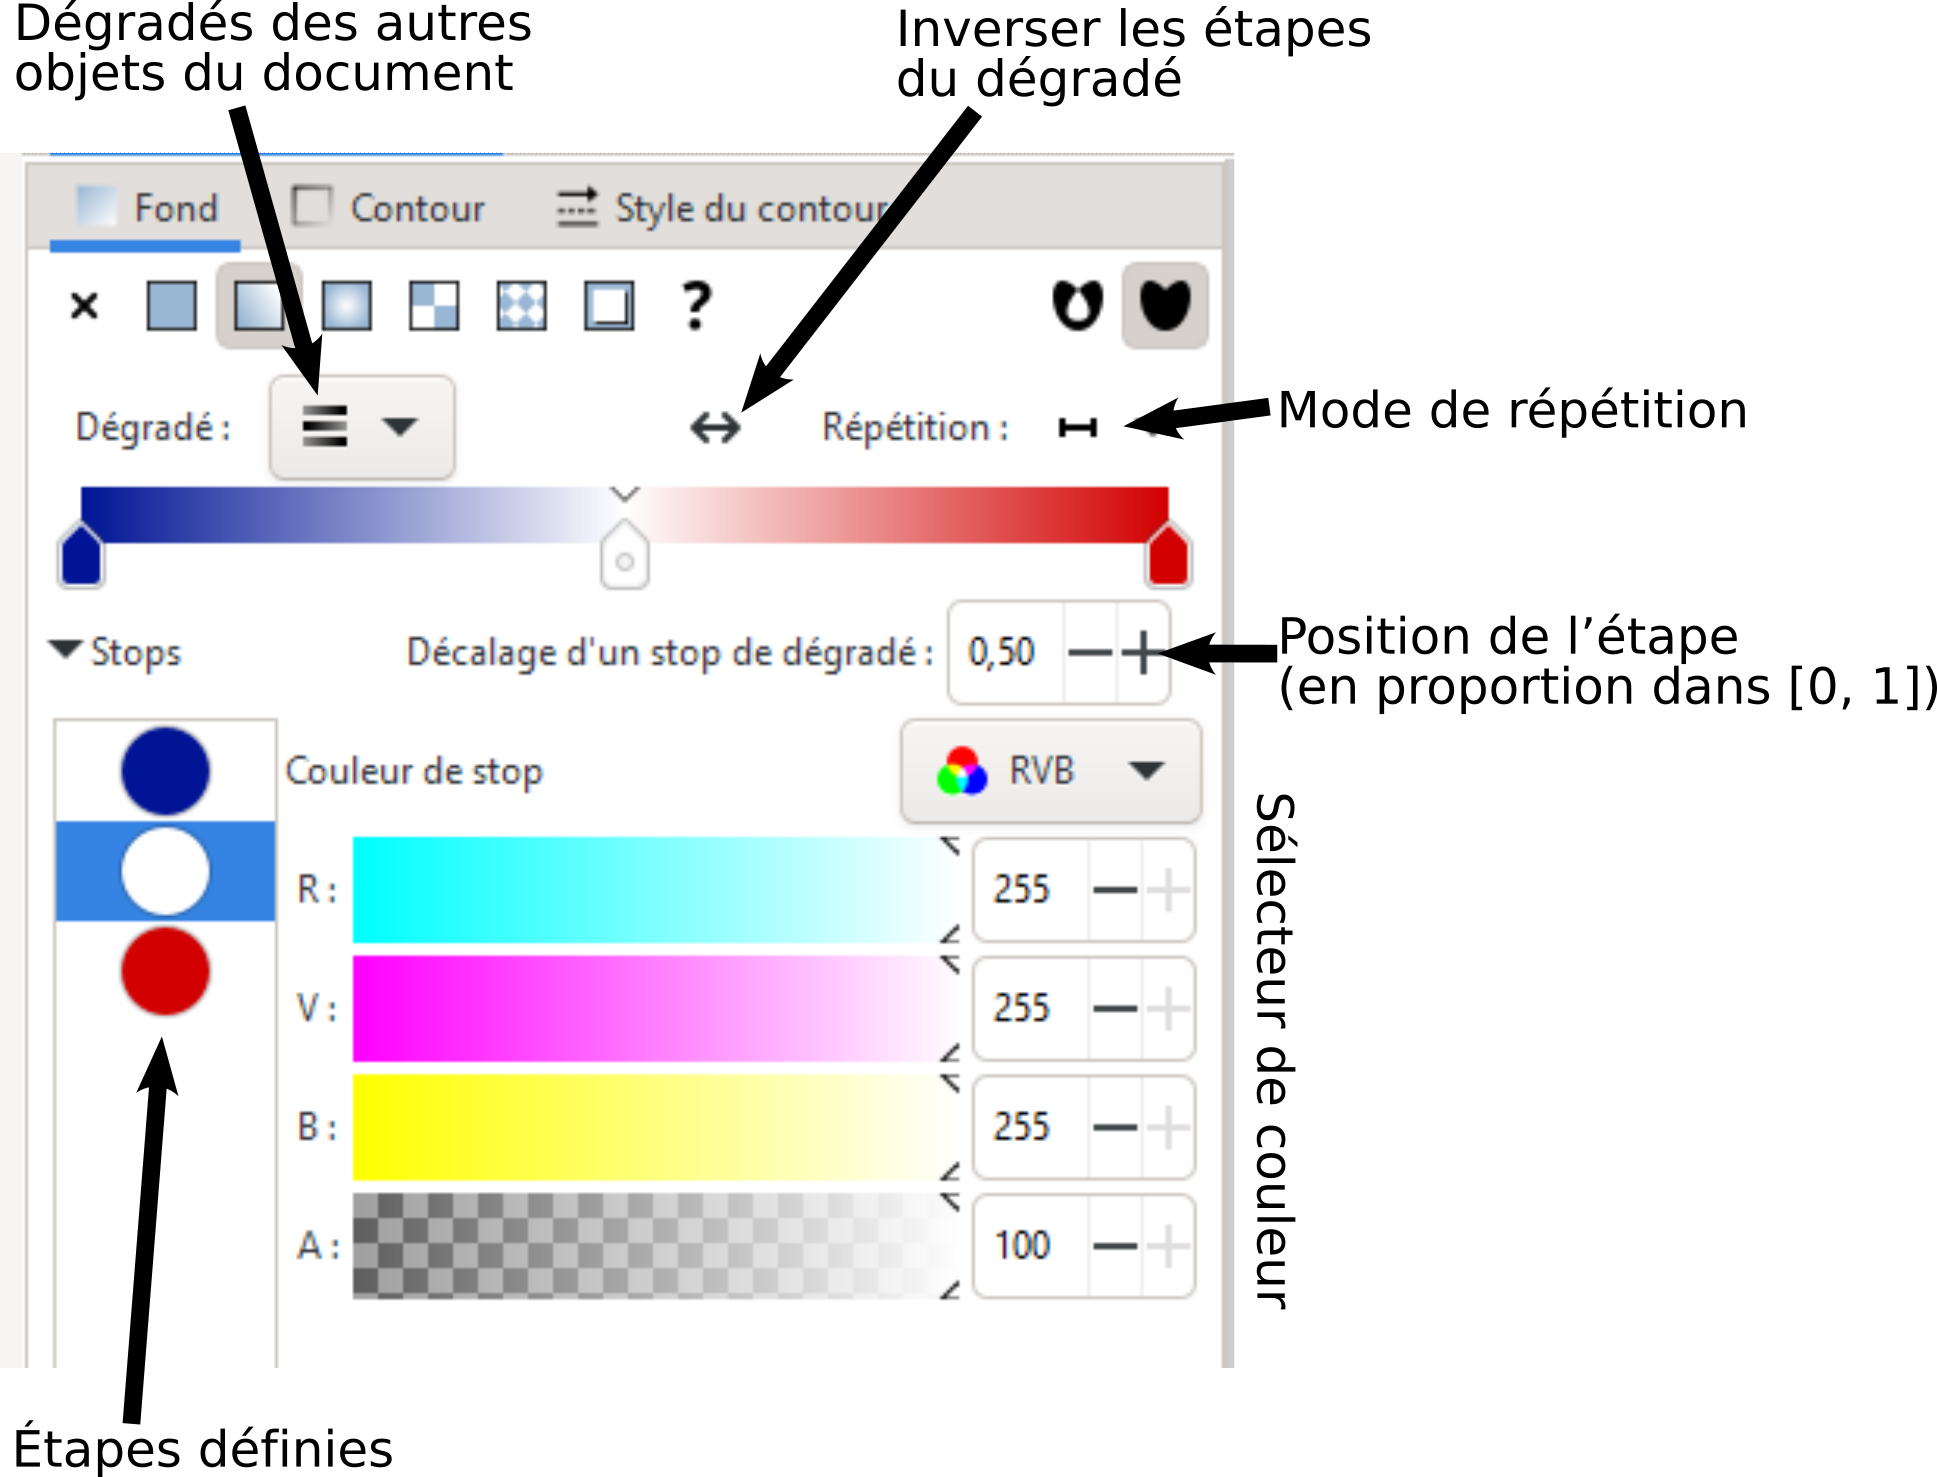 Dégradés des autres
objets du document
Inverser les étapes
du dégradé
Fond
Contour
Style du contour
?
Dégradé :
Répétition :
Mode de répétition
Stops
Décalage d'un stop de dégradé :
0,50
Position de l’étape
(en proportion dans [0, 1])
Couleur de stop
RVB
R :
255
V :
255
B :
255
A :
100
Sélecteur de couleur
Étapes définies